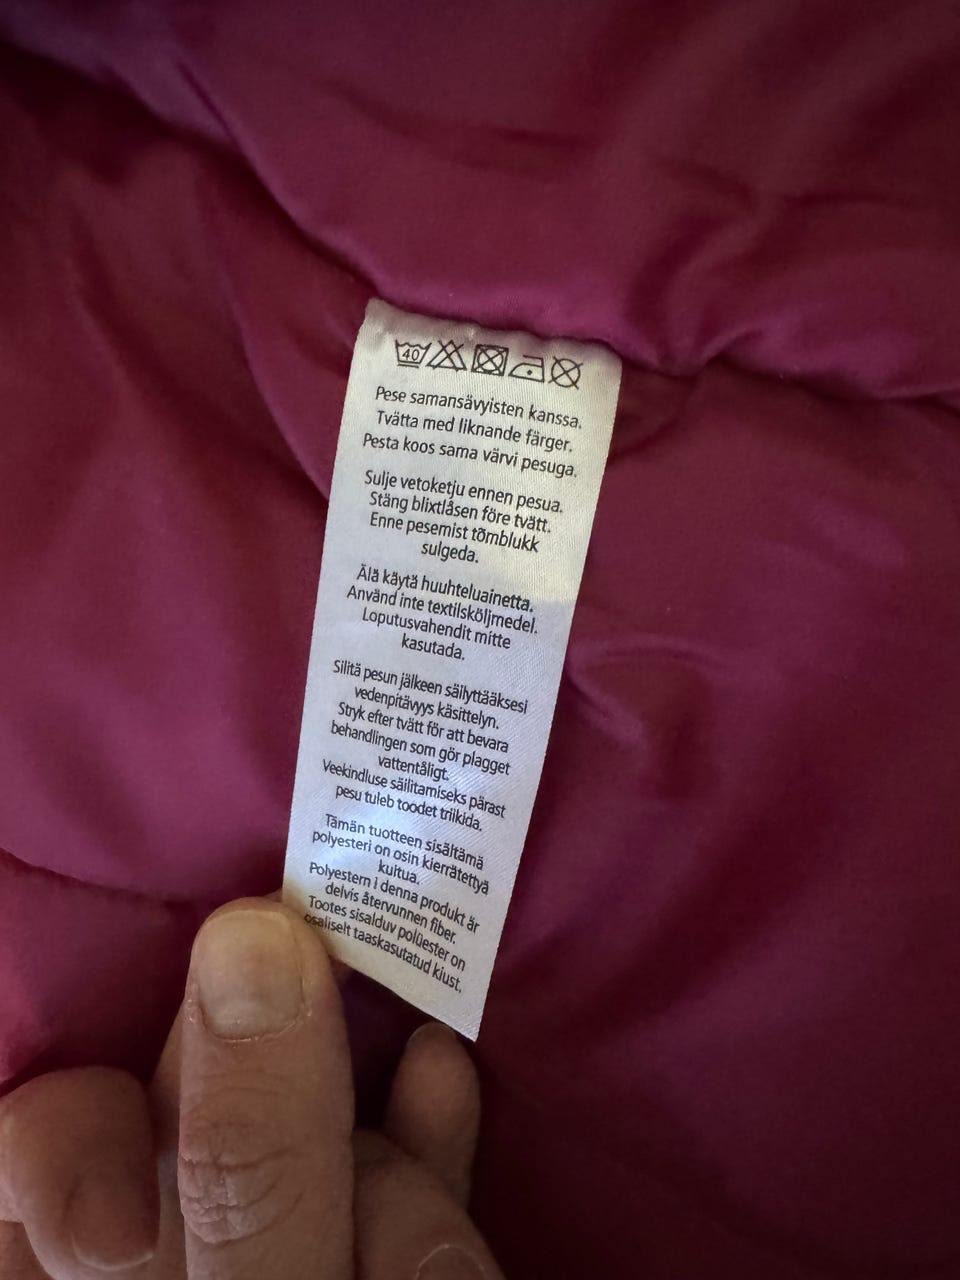 40
Pese samansävyisten kanssa.
Tvätta med liknande färger.
Pesta koos sama värvi pesuga.
Sulje vetoketju ennen pesua.
Stäng blixtlåsen före tvätt.
Enne pesemist tõmblukk
sulgeda.
Älä käytä huuhteluainetta.
Använd inte textilsköljmedel.
Loputusvahendit mitte
kasutada.
Silitä pesun jälkeen säilyttääksesi
vedenpitävyys käsittelyn.
Stryk efter tvätt för att bevara
behandlingen som gör plagget
vattentåligt.
Veekindluse säilitamiseks pärast
pesu tuleb toodet triikida.
Tämän tuotteen sisältämä
polyesteri on osin kierrätettyä
kuitua.
Polyestern i denna produkt är
delvis återvunnen fiber.
Tootes sisalduv polüester on
osaliselt taaskasutatud kiust.